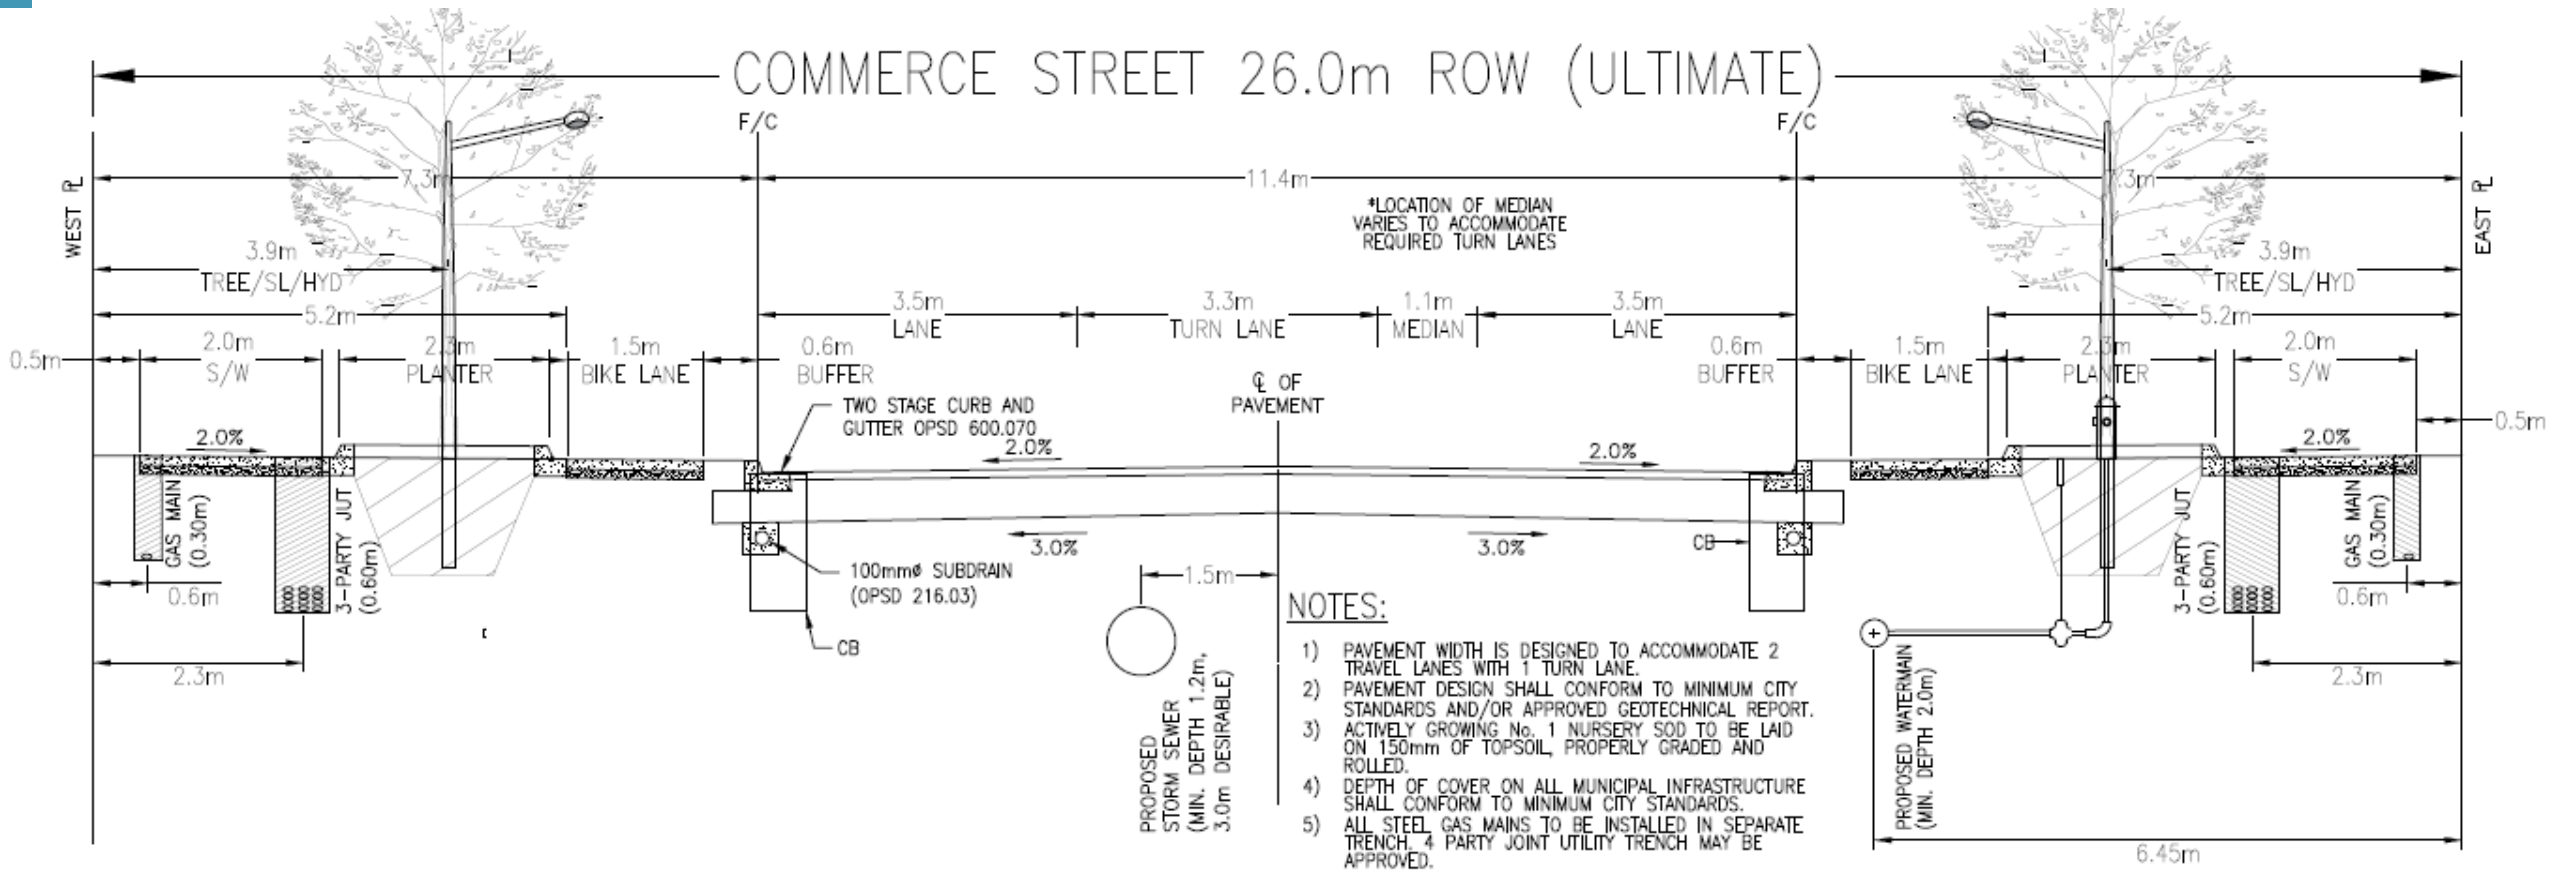 COMMERCE STREET 26.0m ROW (ULTIMATE)
F/C
F/C
WEST PL
EAST PL
7.3m
11.4m
.3m
*LOCATION OF MEDIAN
VARIES TO ACCOMMODATE
REQUIRED TURN LANES
3.9m
TREE/SL/HYD
3.9m
TREE/SL/HYD
5.2m
3.5m
LANE
3.3m
TURN LANE
1.1m
MEDIAN
3.5m
LANE
5.2m
0.5m
2.0m
S/W
2.3m
PLANTER
1.5m
BIKE LANE
0.6m
BUFFER
0.6m
BUFFER
1.5m
BIKE LANE
2.3m
PLANTER
2.0m
S/W
0.5m
CL OF
PAVEMENT
TWO STAGE CURB AND
GUTTER OPSD 600.070
2.0%
2.0%
2.0%
2.0%
GAS MAIN
(0.30m)
3-PARTY JUT
(0.60m)
0.6m
2.3m
3.0%
3.0%
100mmø SUBDRAIN
(OPSD 216.03)
CB
CB
1.5m
PROPOSED
STORM SEWER
(MIN. DEPTH 1.2m,
3.0m DESIRABLE)
NOTES:
1) PAVEMENT WIDTH IS DESIGNED TO ACCOMMODATE 2
TRAVEL LANES WITH 1 TURN LANE.
2) PAVEMENT DESIGN SHALL CONFORM TO MINIMUM CITY
STANDARDS AND/OR APPROVED GEOTECHNICAL REPORT.
3) ACTIVELY GROWING No. 1 NURSERY SOD TO BE LAID
ON 150mm OF TOPSOIL, PROPERLY GRADED AND
ROLLED.
4) DEPTH OF COVER ON ALL MUNICIPAL INFRASTRUCTURE
SHALL CONFORM TO MINIMUM CITY STANDARDS.
5) ALL STEEL GAS MAINS TO BE INSTALLED IN SEPARATE
TRENCH. 4 PARTY JOINT UTILITY TRENCH MAY BE
APPROVED.
PROPOSED WATERMAIN
(MIN. DEPTH 2.0m)
3-PARTY JUT
(0.60m)
GAS MAIN
(0.30m)
0.6m
2.3m
6.45m